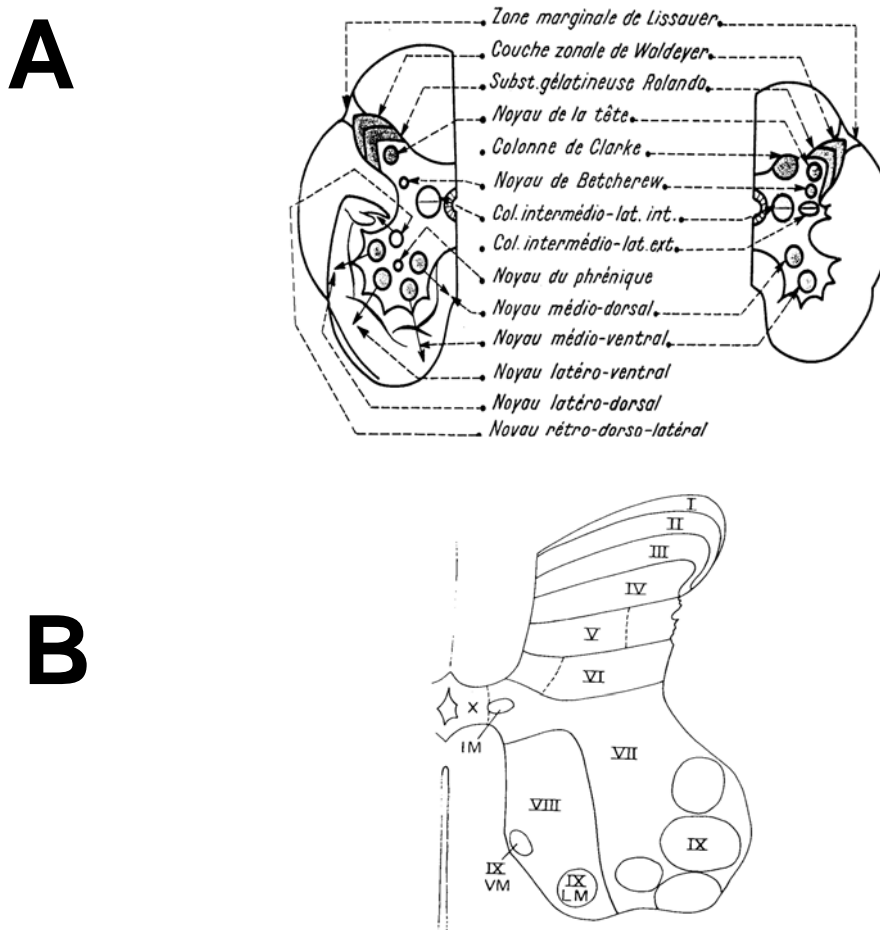 A
Zone marginale de Lissauer
Couche zonale de Waldeyer
Subst.gélatineuse Rolando
Noyau de la tête
Colonne de Clarke
Noyau de Betcherew
Col.intermédio-lat. int.
Col.intermédio-lat.ext.
Noyau du phrénique
Noyau médio-dorsal
Noyau médio-ventral
Noyau latéro-ventral
Noyau latéro-dorsal
Noyau rétro-dorso-latéral
B
I
II
III
IV
V
VI
X
IM
VII
VIII
IX
IX
VM
IX
LM